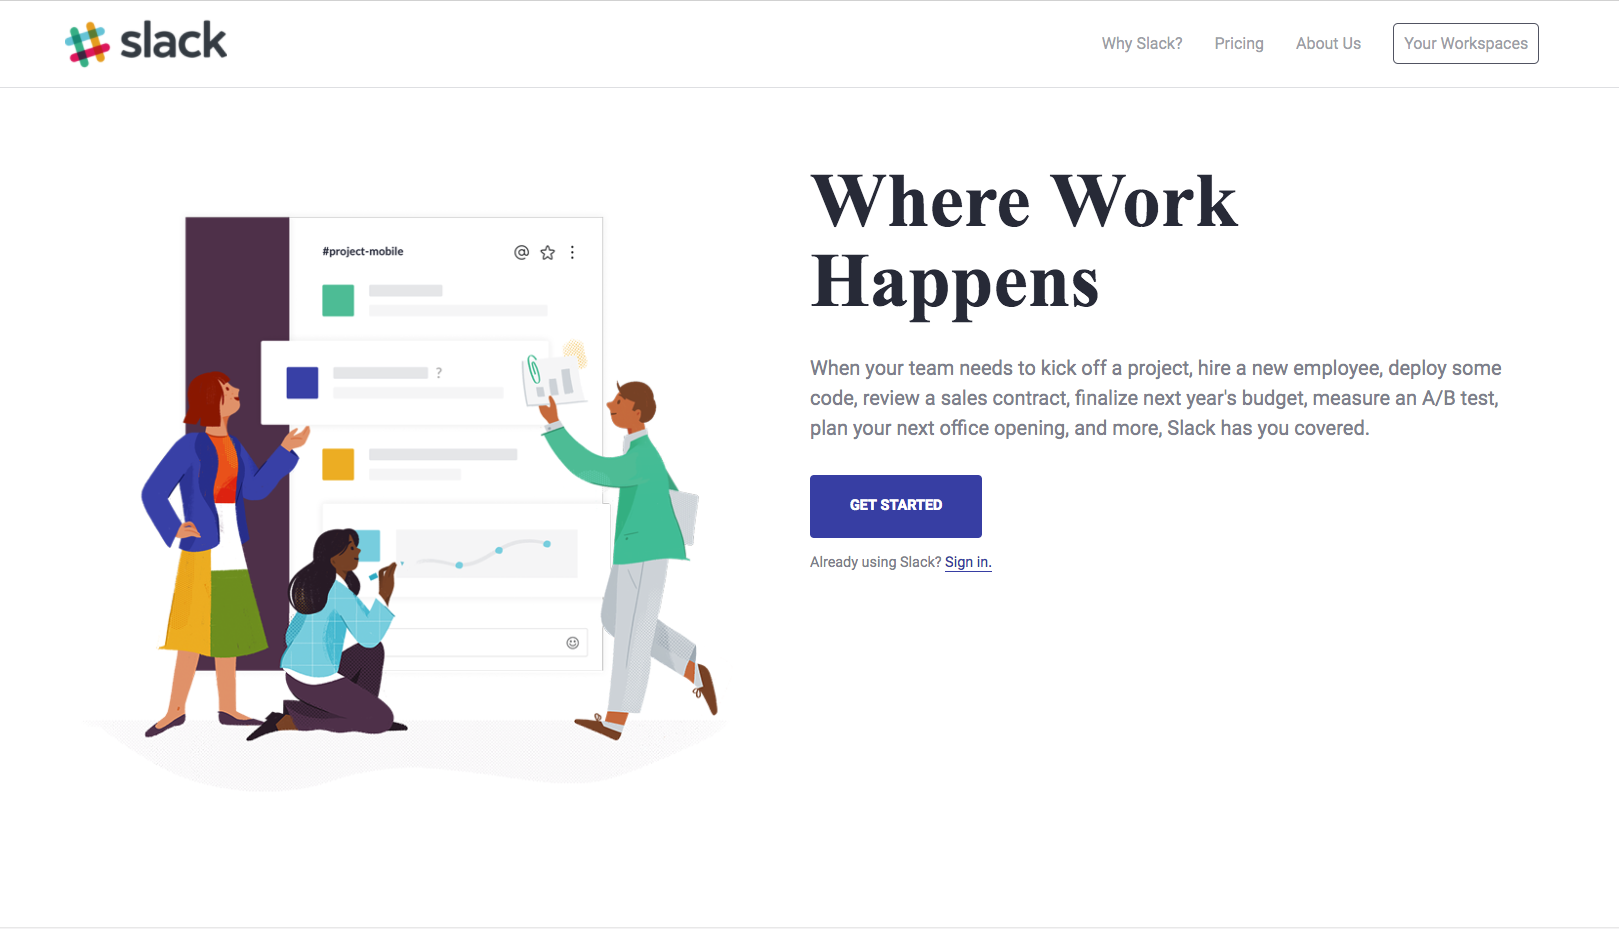 slack
Why Slack? Pricing About Us Your Workspaces
#project-mobile
?
Where Work
Happens
When your team needs to kick off a project, hire a new employee, deploy some
code, review a sales contract, finalize next year's budget, measure an A/B test,
plan your next office opening, and more, Slack has you covered.
GET STARTED
Already using Slack? Sign in.